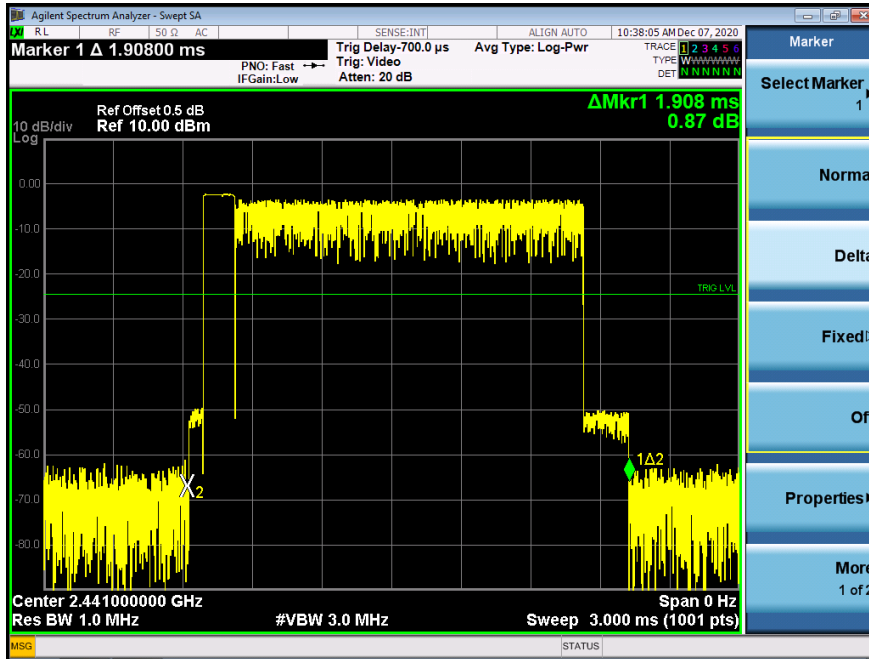 Agilent Spectrum Analyzer - Swept SA
LXI RL RF 50 Ω AC SENSE:INT ALIGN AUTO 10:38:05 AM Dec 07, 2020
Marker 1 Δ 1.90800 ms
Trig Delay-700.0 µs Avg Type: Log-Pwr TRACE 1 2 3 4 5 6
PNO: Fast Trig: Video TYPE WWWWWWW
IFGain:Low Atten: 20 dB DET N N N N N N
Marker
Select Marker
1
Norma
Delta
Fixed
Of
Properties
More
1 of 2
Ref Offset 0.5 dB ΔMkr1 1.908 ms
10 dB/div Ref 10.00 dBm 0.87 dB
Log
0.00
-10.0
-20.0
TRIG LVL
-30.0
-40.0
-50.0
-60.0
1Δ2
2
-70.0
-80.0
Center 2.441000000 GHz Span 0 Hz
Res BW 1.0 MHz #VBW 3.0 MHz Sweep 3.000 ms (1001 pts)
MSG STATUS